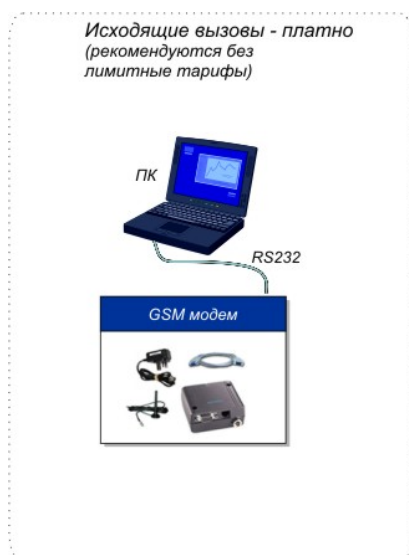 Исходящие вызовы - платно
(рекомендуются без
лимитные тарифы)
ПК
RS232
GSM модем